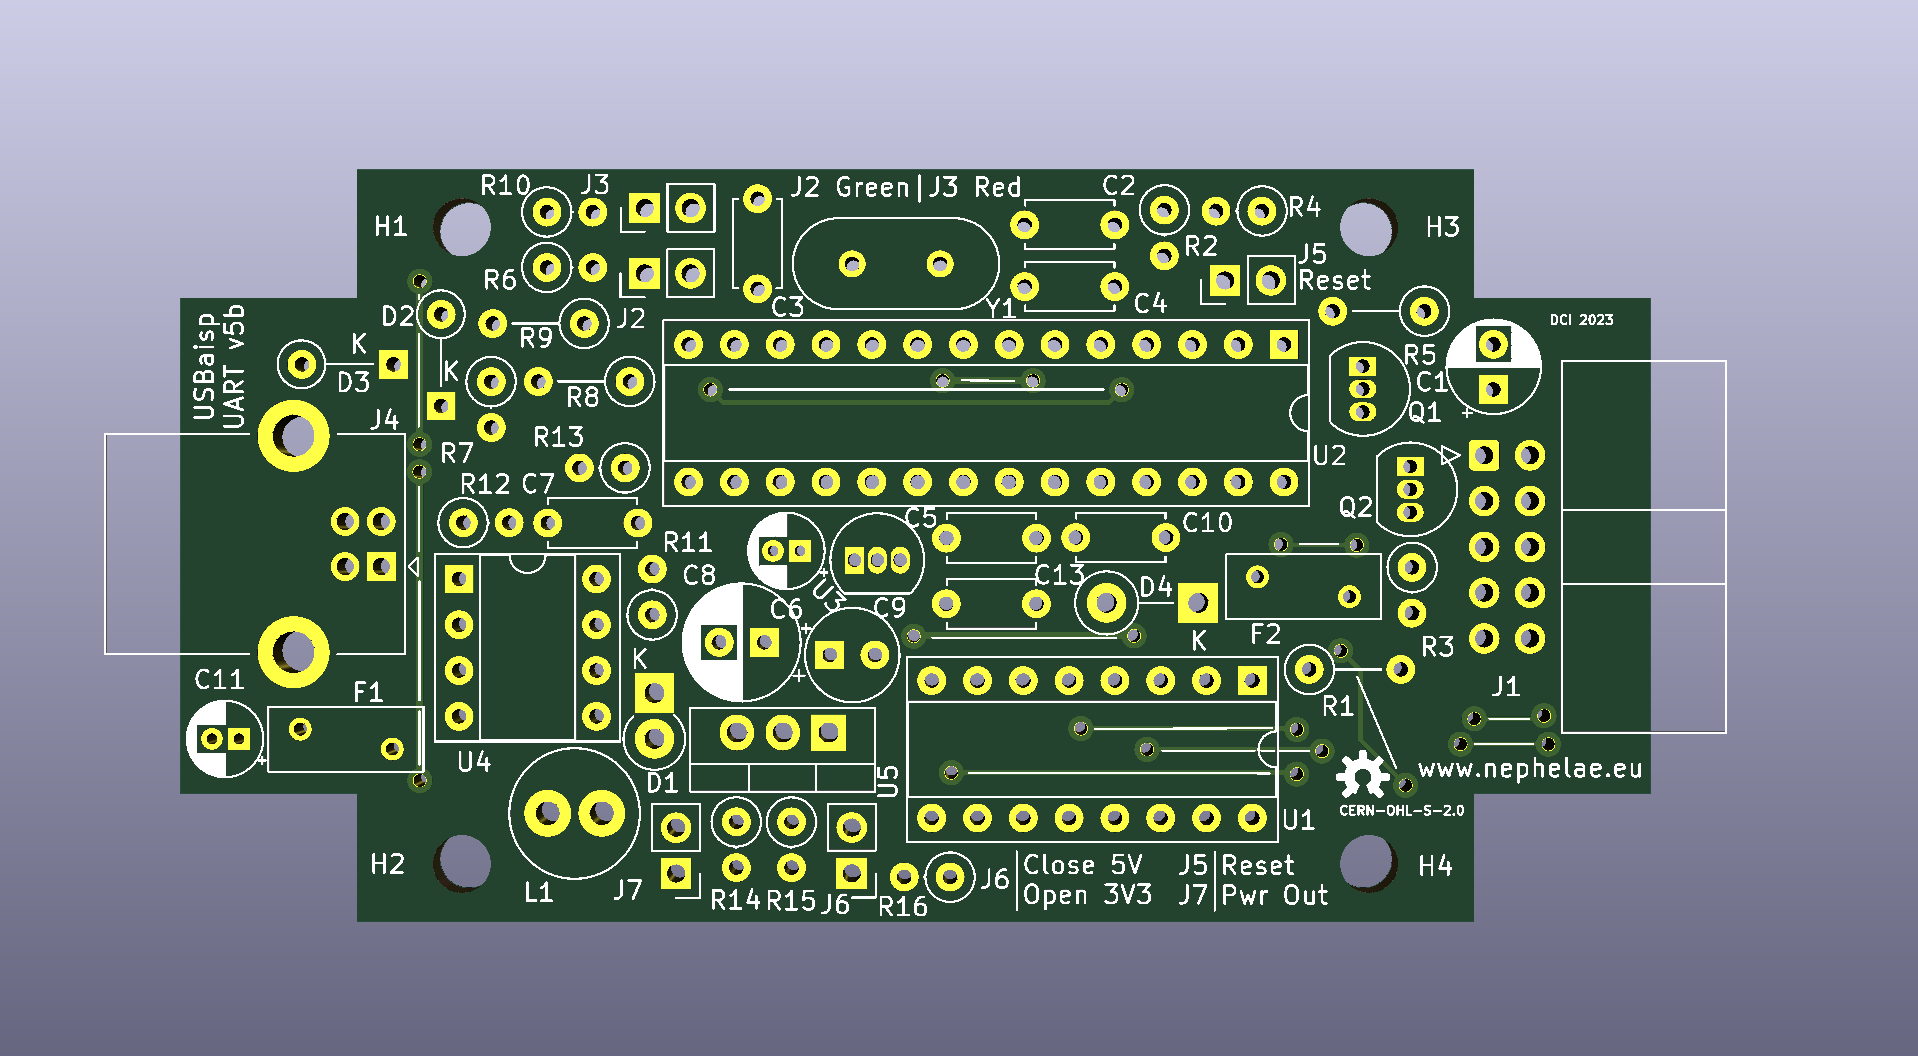 R10
J3
J2 Green|J3 Red
C2
R4
H1
H3
R2
J5
Reset
R6
C3
Y1
C4
D2
J2
R9
USBaisp
UART v5b
DCI 2023
K
D3
K
R5
C1
R8
Q1
J4
R7
R13
U2
R12
C7
Q2
C5
C10
R11
C8
C13
U3
C6
C9
D4
K
F2
R3
K
C11
F1
J1
R1
U4
D1
U5
www.nephelae.eu
CERN-OHL-S-2.0
U1
H2
L1
J7
R14
R15
J6
R16
J6
Close 5V
Open 3V3
J5
Reset
J7
Pwr Out
H4